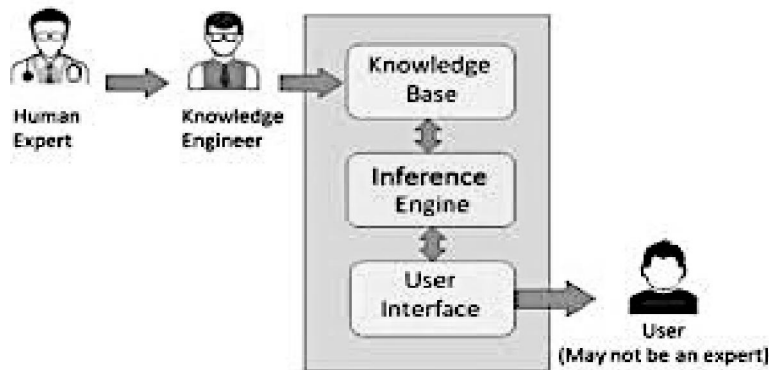 Human
Expert
Knowledge
Engineer
Knowledge
Base
Inference
Engine
User
Interface
User
(May not be an expert)